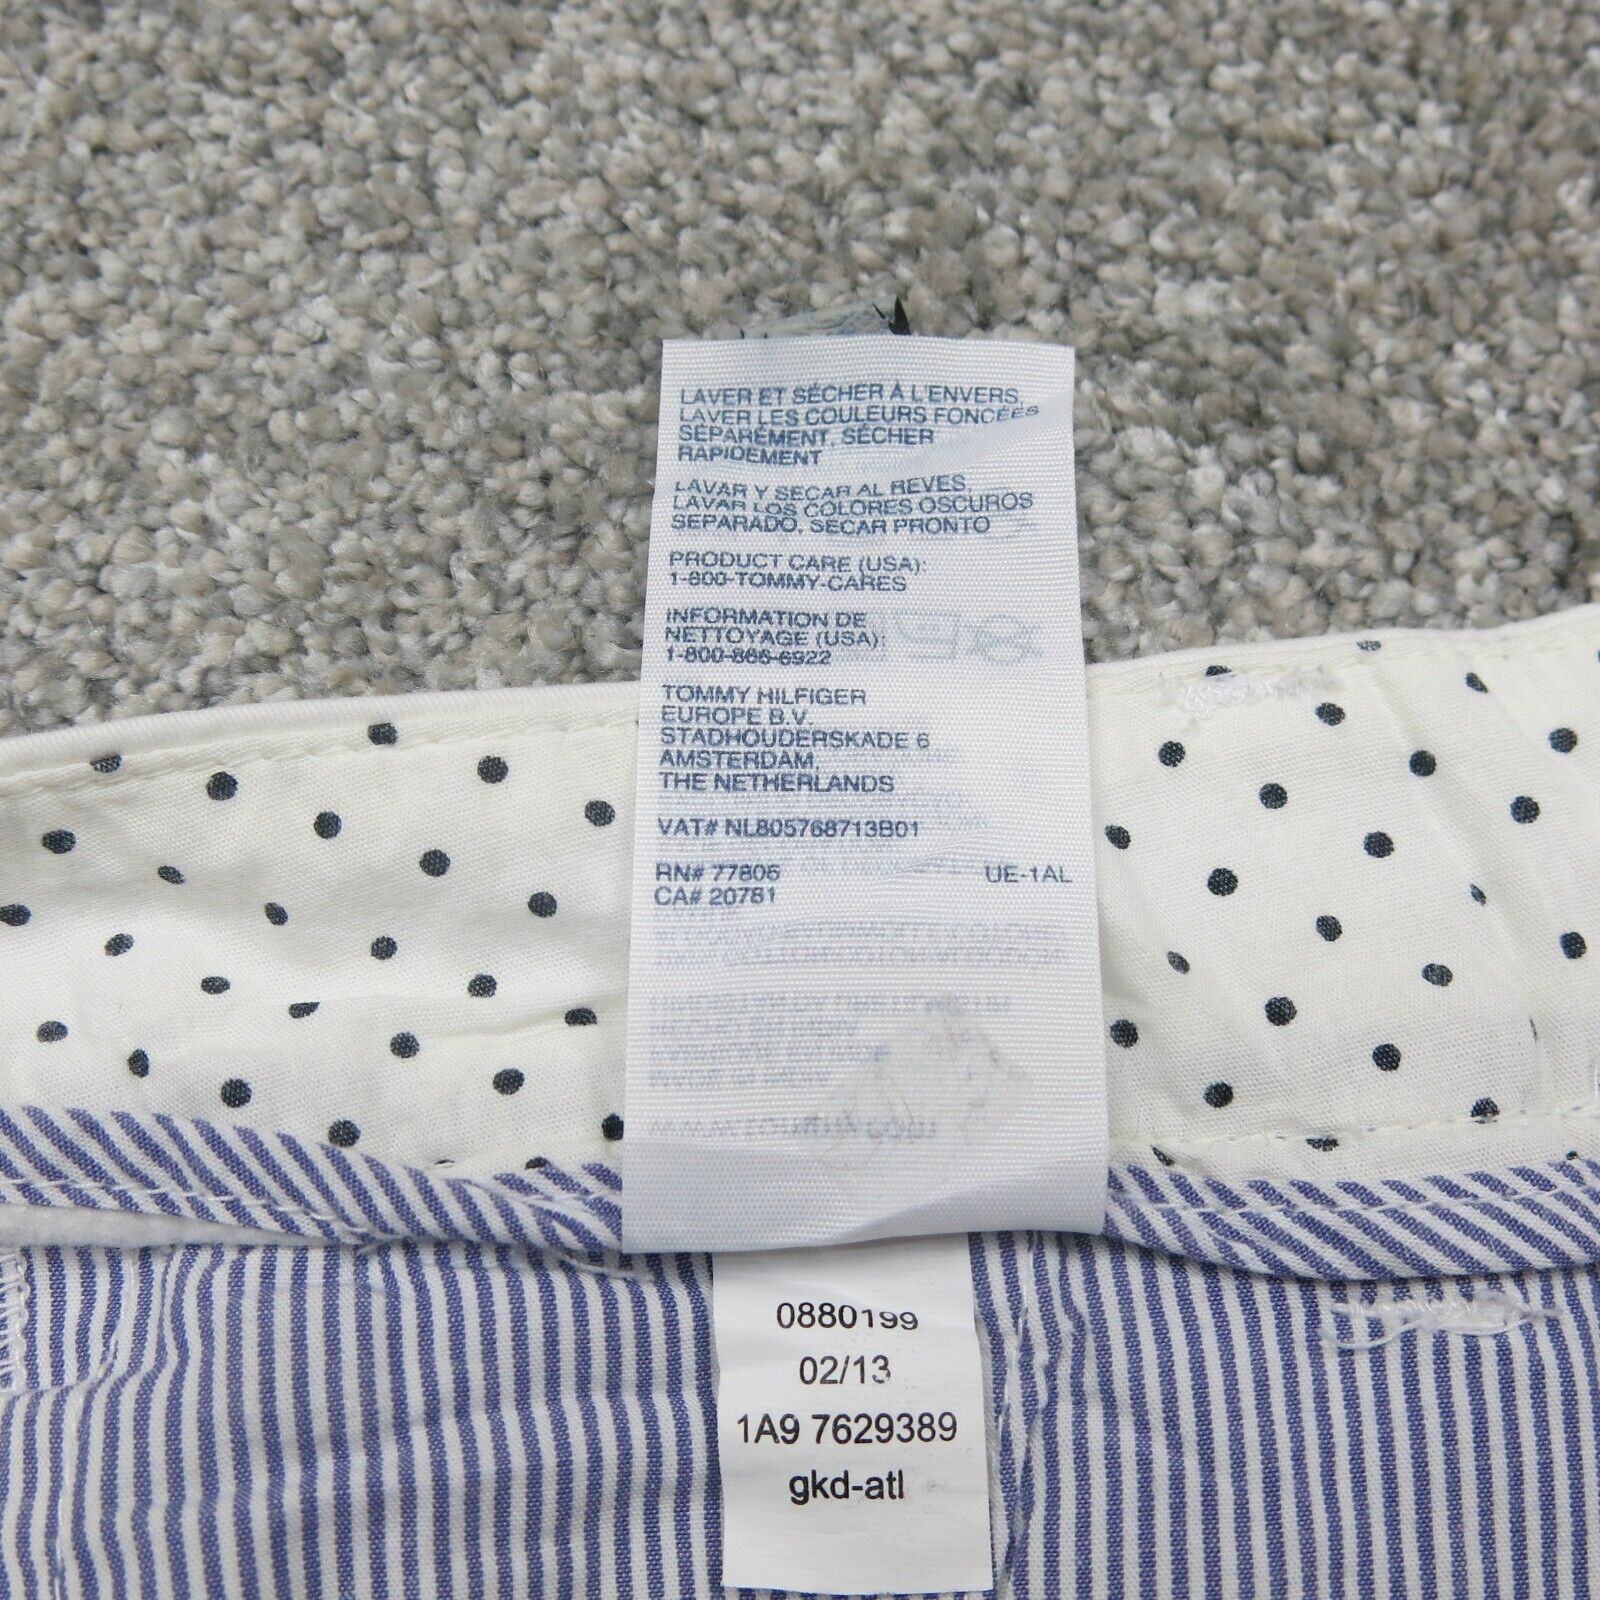 LAVER ET SÉCHER À L'ENVERS,
LAVER LES COULEURS FONCÉES
SÉPARÉMENT, SÉCHER
RAPIDEMENT
LAVAR Y SECAR AL REVES,
LAVAR LOS COLORES OSCUROS
SEPARADO, SECAR PRONTO
PRODUCT CARE (USA):
1-800-TOMMY-CARES
INFORMATION DE
NETTOYAGE (USA):
1-800-866-6922
TOMMY HILFIGER
EUROPE B.V.
STADHOUDERSKADE 6
AMSTERDAM,
THE NETHERLANDS
VAT# NL805768713B01
RN# 77806 UE-1AL
CA# 20781
0880199
02/13
1A9 7629389
gkd-atl